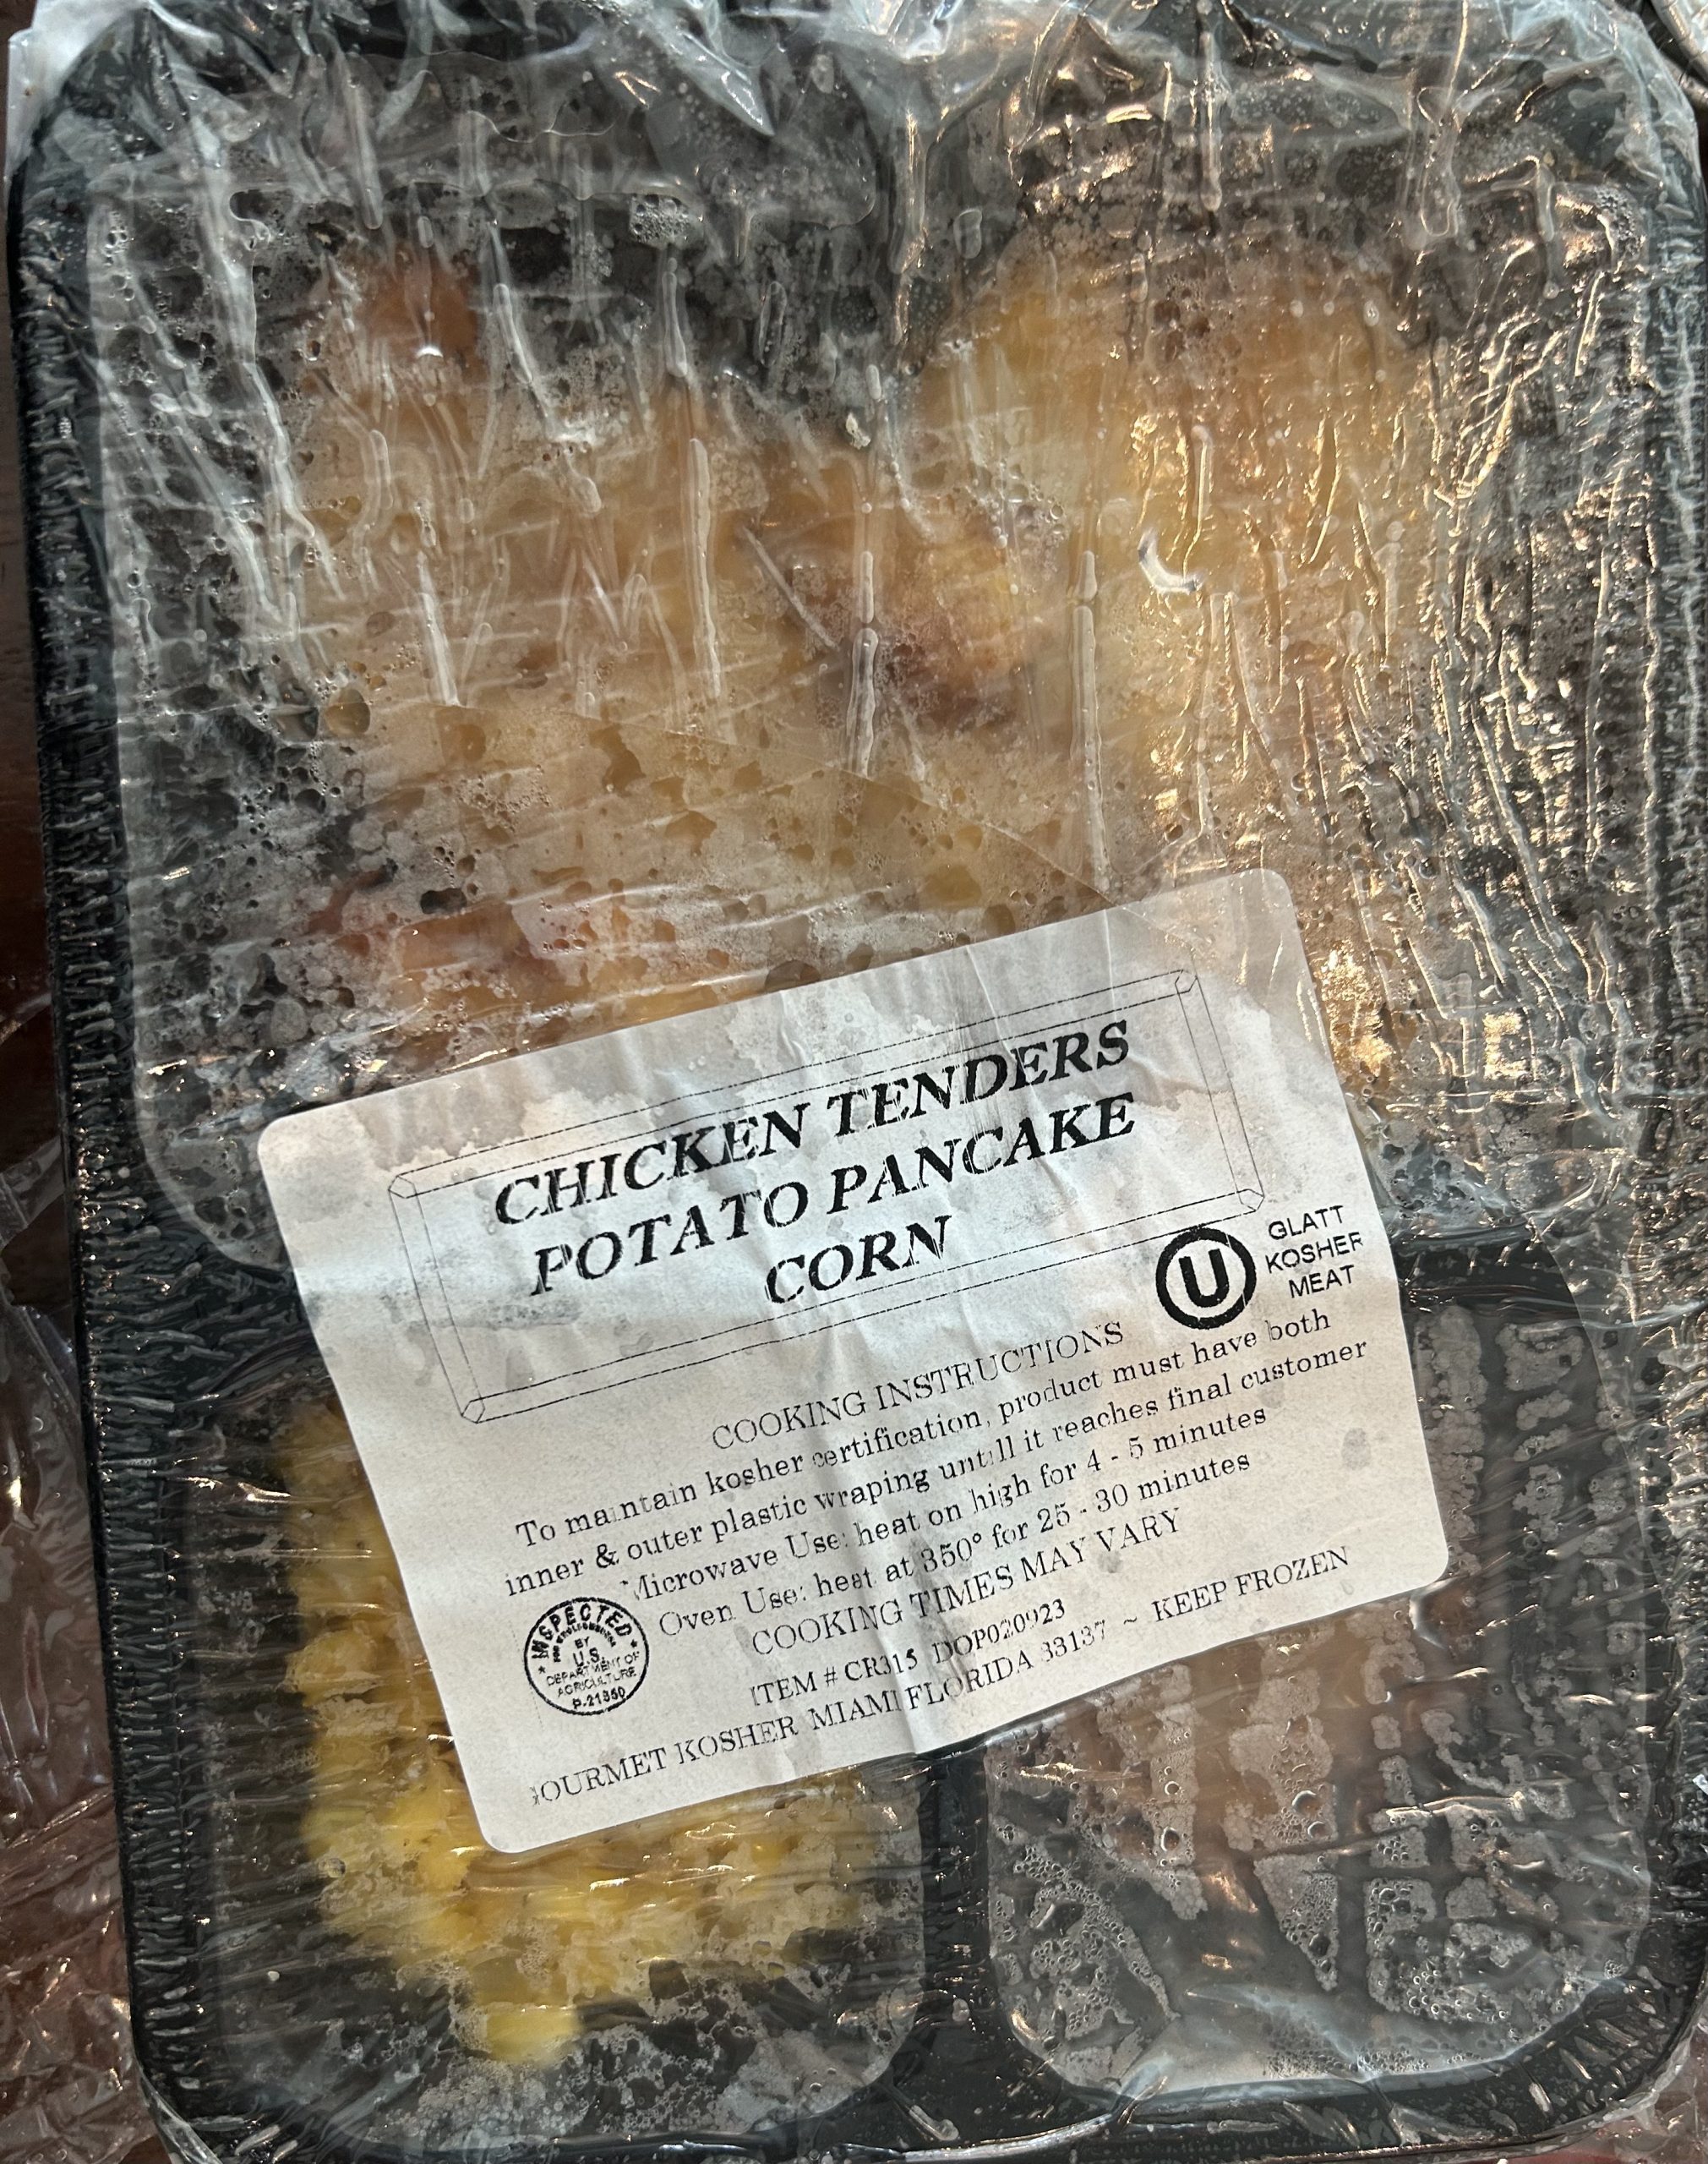 CHICKEN TENDERS
POTATO PANCAKE
CORN
U
GLATT
KOSHER
MEAT
COOKING INSTRUCTIONS
To maintain kosher certification, product must have both
inner & outer plastic wraping untill it reaches final customer
Microwave Use: heat on high for 4 - 5 minutes
Oven Use: heat at 350° for 25 - 30 minutes
COOKING TIMES MAY VARY
ITEM # CR315 DOP020923
OURMET KOSHER MIAMI FLORIDA 33137 ~ KEEP FROZEN
INSPECTED
BY
U.S.
DEPARTMENT OF
AGRICULTURE
P-21350